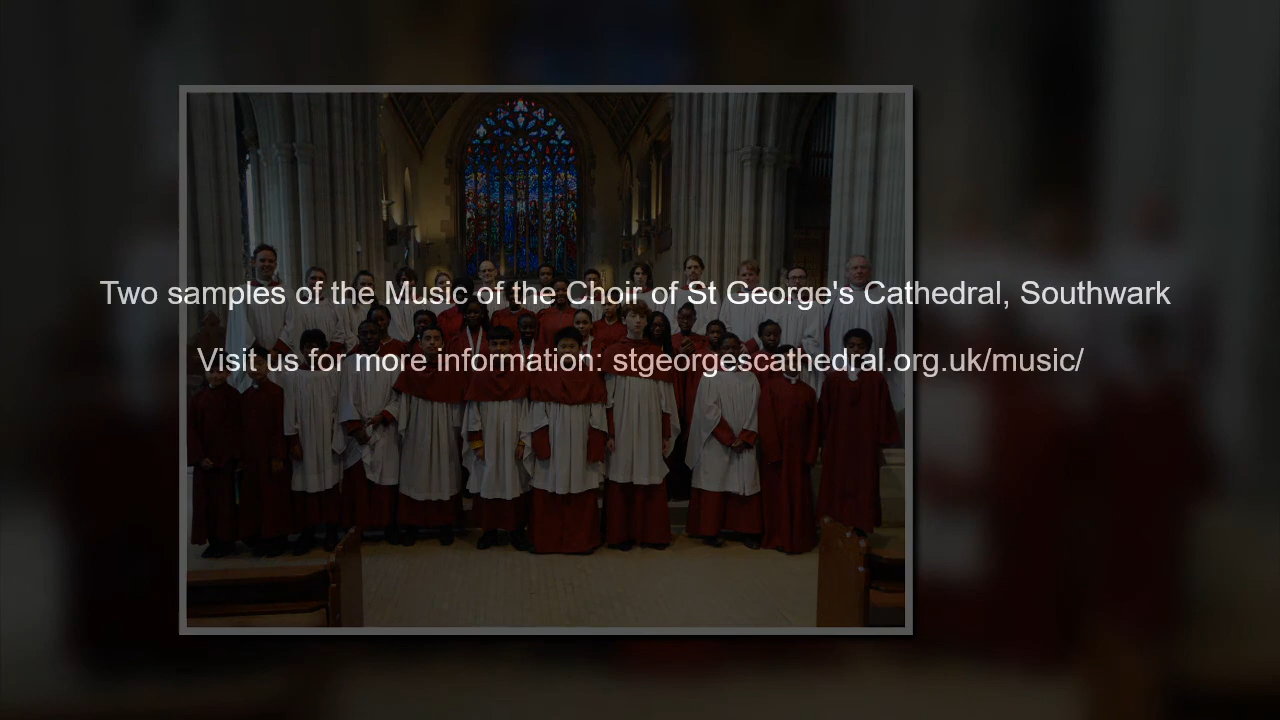 Two samples of the Music of the Choir of St George's Cathedral, Southwark
Visit us for more information: stgeorgescathedral.org.uk/music/